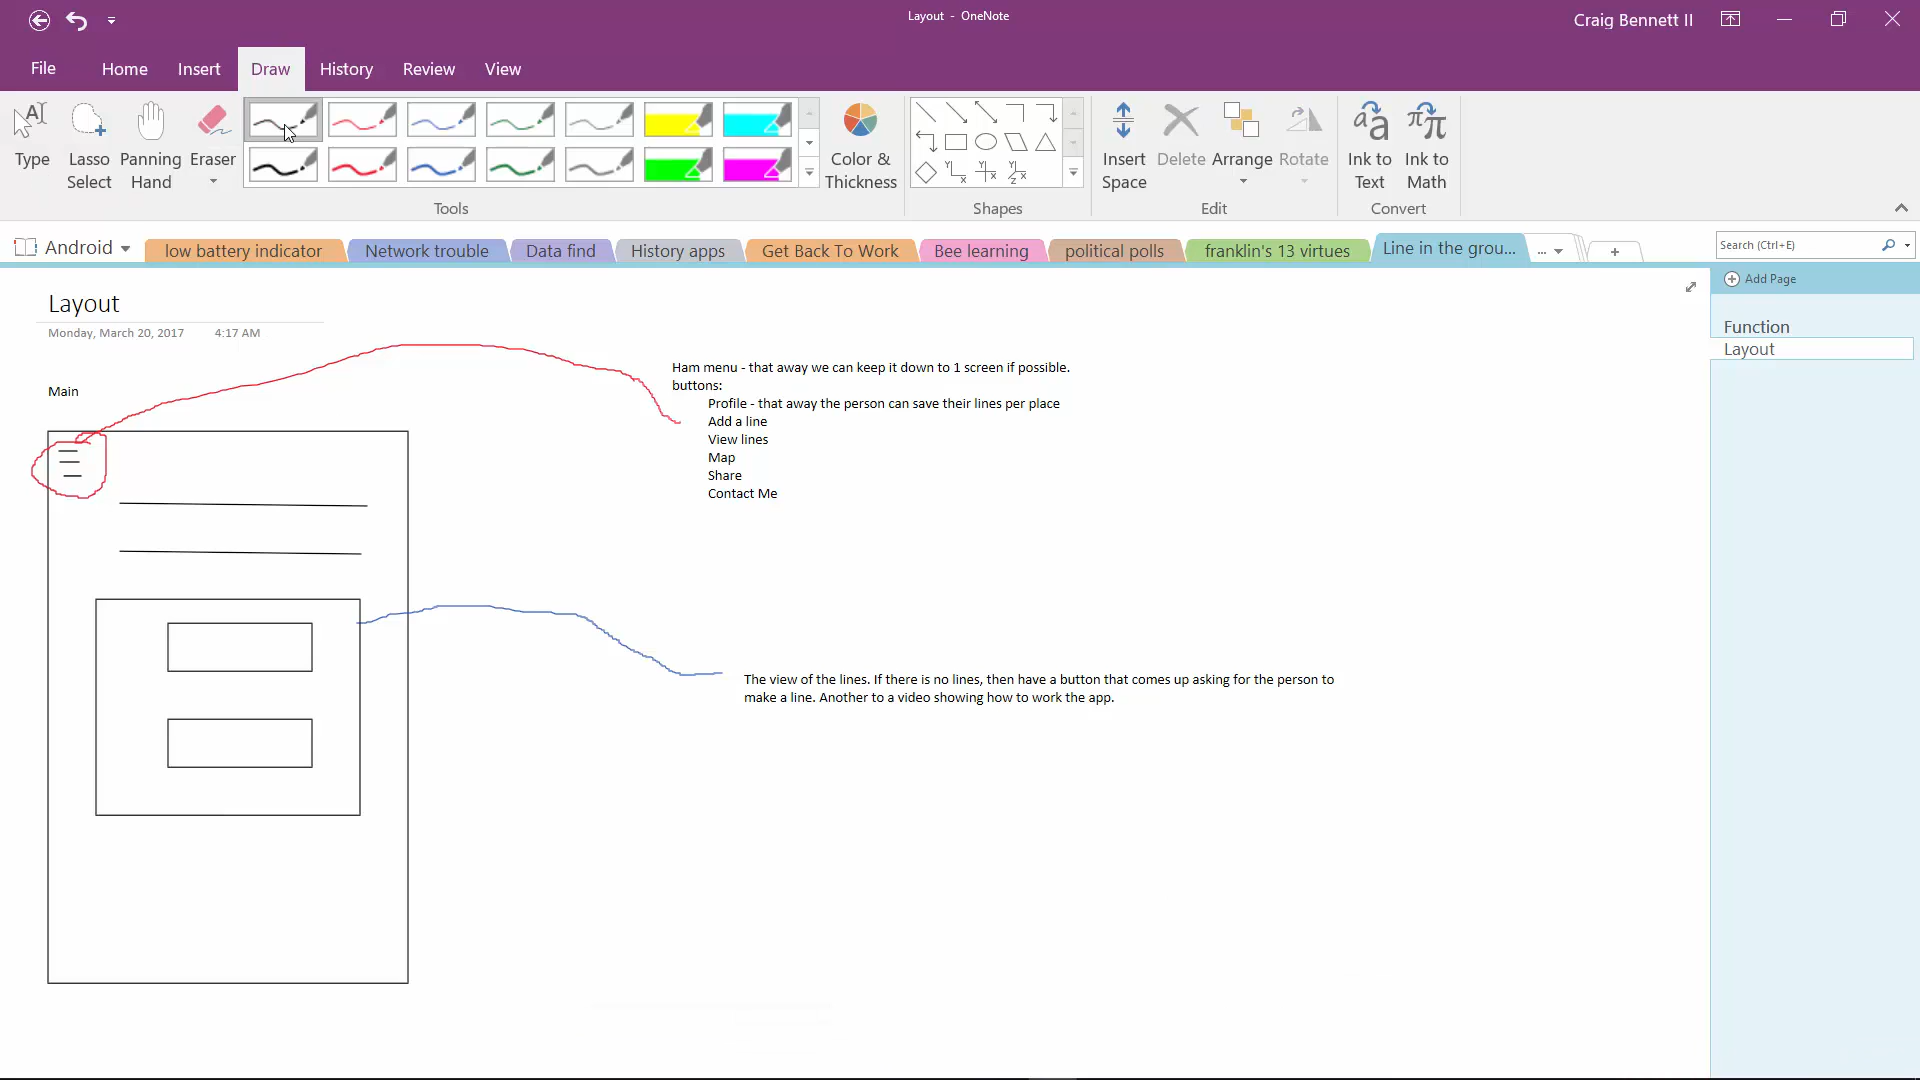 Layout - OneNote
Craig Bennett II
File
Home
Insert
Draw
History
Review
View
Type
Lasso Select
Panning Hand
Eraser
Color & Thickness
Insert Space
Delete
Arrange
Rotate
Ink to Text
Ink to Math
Tools
Shapes
Edit
Convert
Android
low battery indicator
Network trouble
Data find
History apps
Get Back To Work
Bee learning
political polls
franklin's 13 virtues
Line in the grou...
...
Search (Ctrl+E)
Add Page
Function
Layout
Layout
Monday, March 20, 2017 4:17 AM
Main
Ham menu - that away we can keep it down to 1 screen if possible.
buttons:
Profile - that away the person can save their lines per place
Add a line
View lines
Map
Share
Contact Me
The view of the lines. If there is no lines, then have a button that comes up asking for the person to
make a line. Another to a video showing how to work the app.